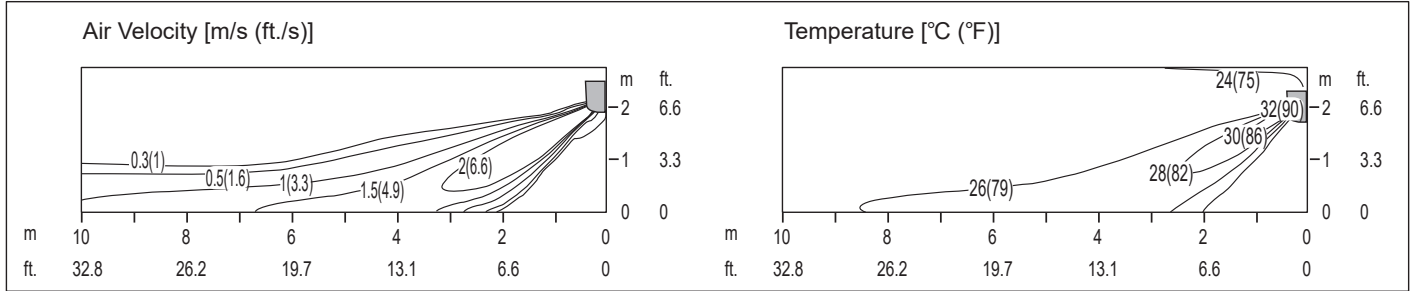 Air Velocity [m/s (ft./s)]
m ft.
2 6.6
1 3.3
0 0
0.3(1)
0.5(1.6)
1(3.3)
1.5(4.9)
2(6.6)
m 10 8 6 4 2 0
ft. 32.8 26.2 19.7 13.1 6.6 0
Temperature [°C (°F)]
m ft.
2 6.6
1 3.3
0 0
24(75)
32(90)
30(86)
28(82)
26(79)
m 10 8 6 4 2 0
ft. 32.8 26.2 19.7 13.1 6.6 0